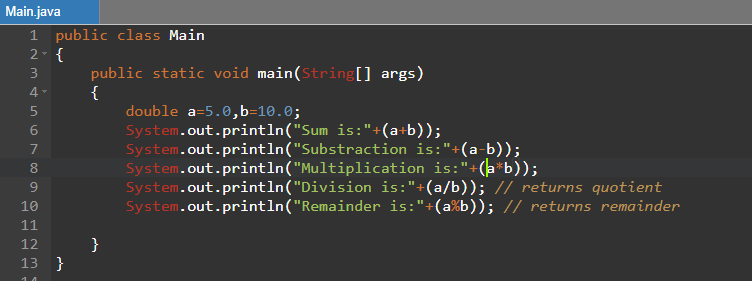 Main.java
1 public class Main
2 {
3 public static void main(String[] args)
4 {
5 double a=5.0,b=10.0;
6 System.out.println("Sum is:"+(a+b));
7 System.out.println("Substraction is:"+(a-b));
8 System.out.println("Multiplication is:"+(a*b));
9 System.out.println("Division is:"+(a/b)); // returns quotient
10 System.out.println("Remainder is:"+(a%b)); // returns remainder
11
12 }
13 }
14